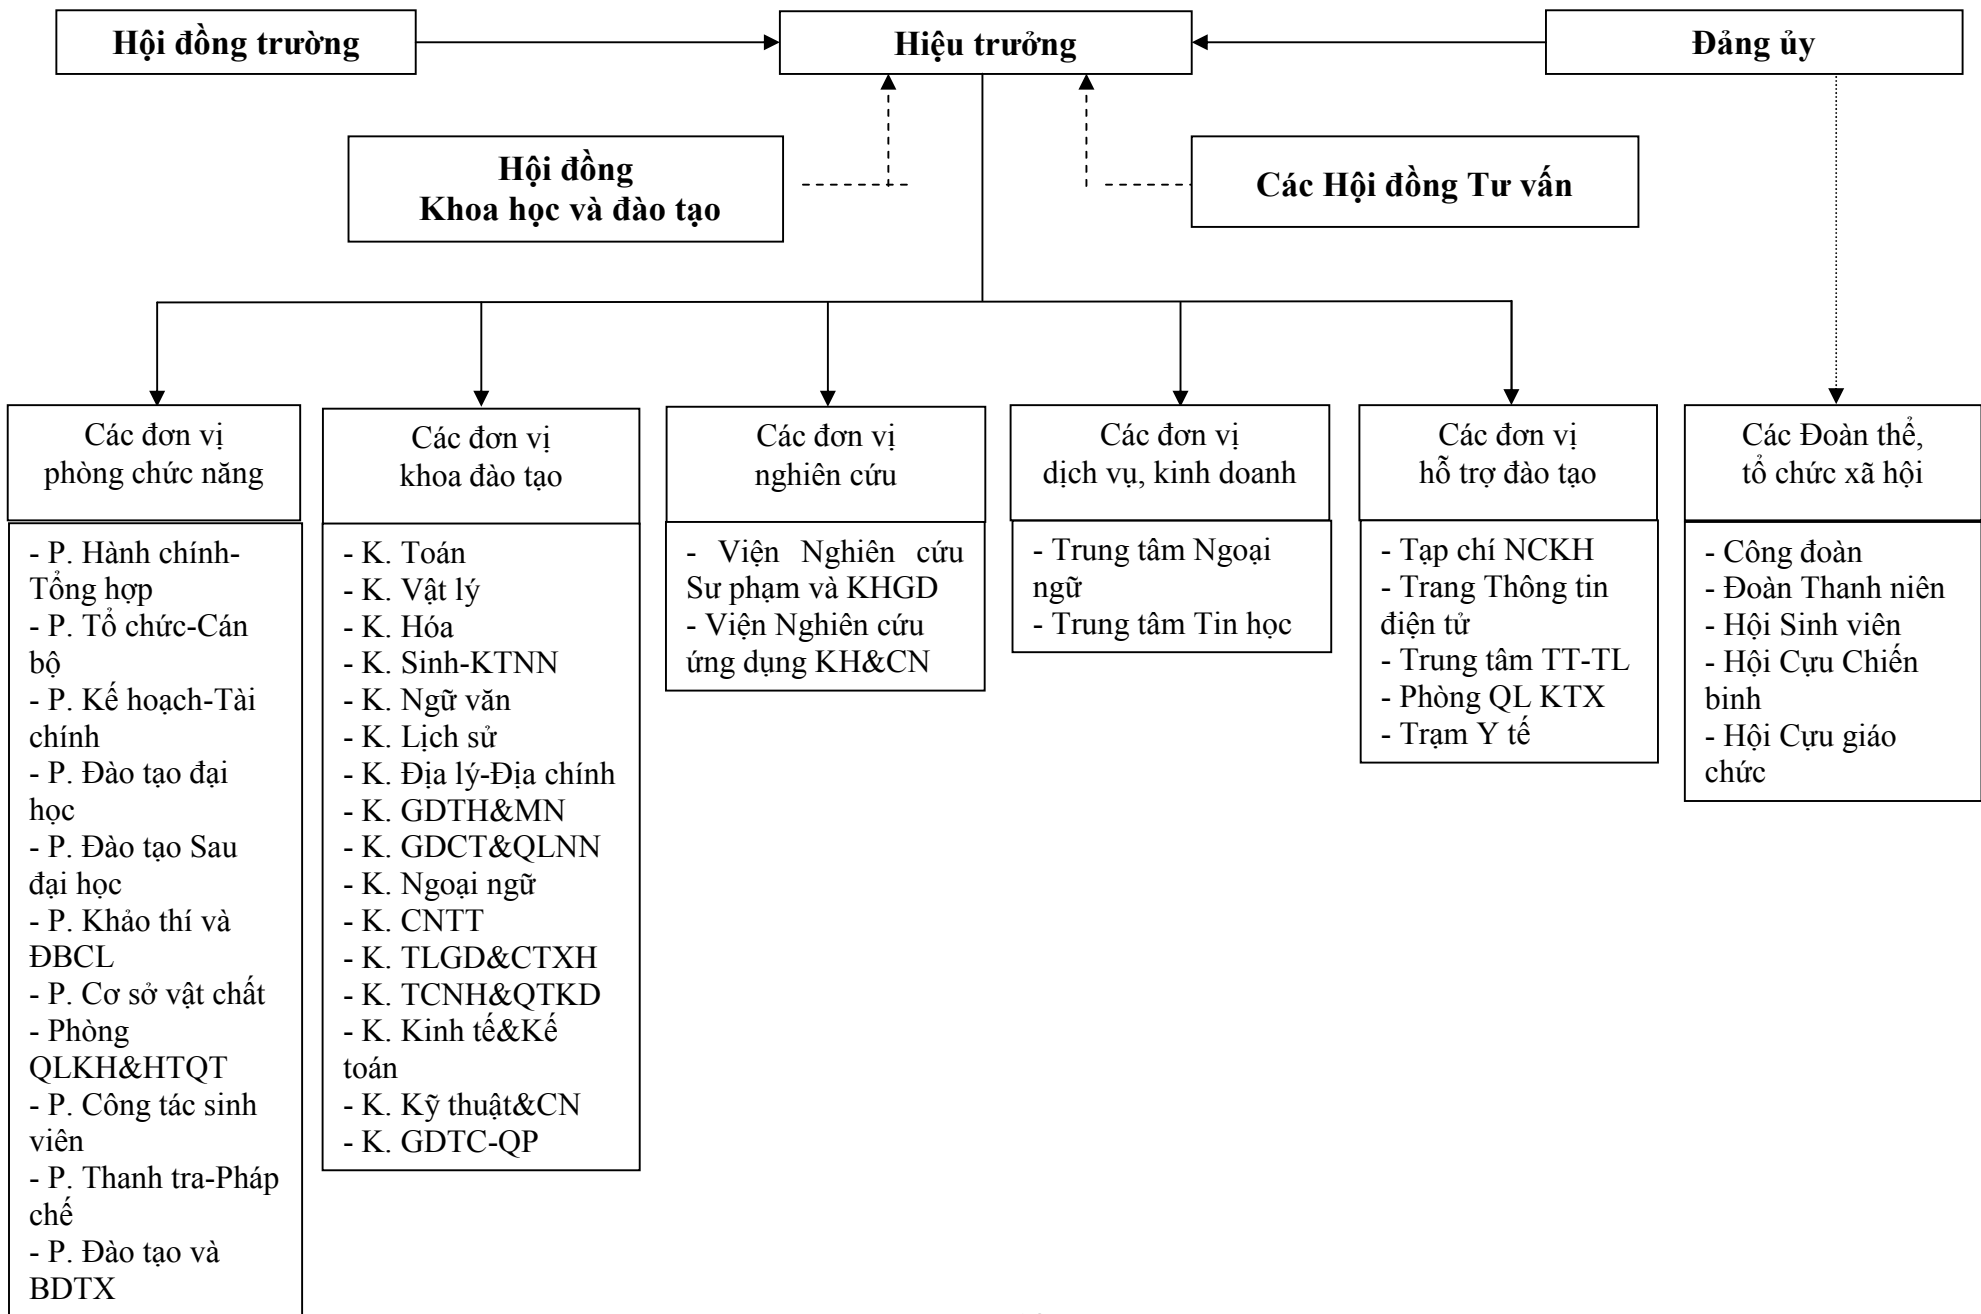 Hội đồng trường
Hiệu trưởng
Đảng ủy
Hội đồng
Khoa học và đào tạo
Các Hội đồng Tư vấn
Các đơn vị
phòng chức năng
- P. Hành chính-
Tổng hợp
- P. Tổ chức-Cán
bộ
- P. Kế hoạch-Tài
chính
- P. Đào tạo đại
học
- P. Đào tạo Sau
đại học
- P. Khảo thí và
ĐBCL
- P. Cơ sở vật chất
- Phòng
QLKH&HTQT
- P. Công tác sinh
viên
- P. Thanh tra-Pháp
chế
- P. Đào tạo và
BDTX
Các đơn vị
khoa đào tạo
- K. Toán
- K. Vật lý
- K. Hóa
- K. Sinh-KTNN
- K. Ngữ văn
- K. Lịch sử
- K. Địa lý-Địa chính
- K. GDTH&MN
- K. GDCT&QLNN
- K. Ngoại ngữ
- K. CNTT
- K. TLGD&CTXH
- K. TCNH&QTKD
- K. Kinh tế&Kế
toán
- K. Kỹ thuật&CN
- K. GDTC-QP
Các đơn vị
nghiên cứu
- Viện Nghiên cứu
Sư phạm và KHGD
- Viện Nghiên cứu
ứng dụng KH&CN
Các đơn vị
dịch vụ, kinh doanh
- Trung tâm Ngoại
ngữ
- Trung tâm Tin học
Các đơn vị
hỗ trợ đào tạo
- Tạp chí NCKH
- Trang Thông tin
điện tử
- Trung tâm TT-TL
- Phòng QL KTX
- Trạm Y tế
Các Đoàn thể,
tổ chức xã hội
- Công đoàn
- Đoàn Thanh niên
- Hội Sinh viên
- Hội Cựu Chiến
binh
- Hội Cựu giáo
chức